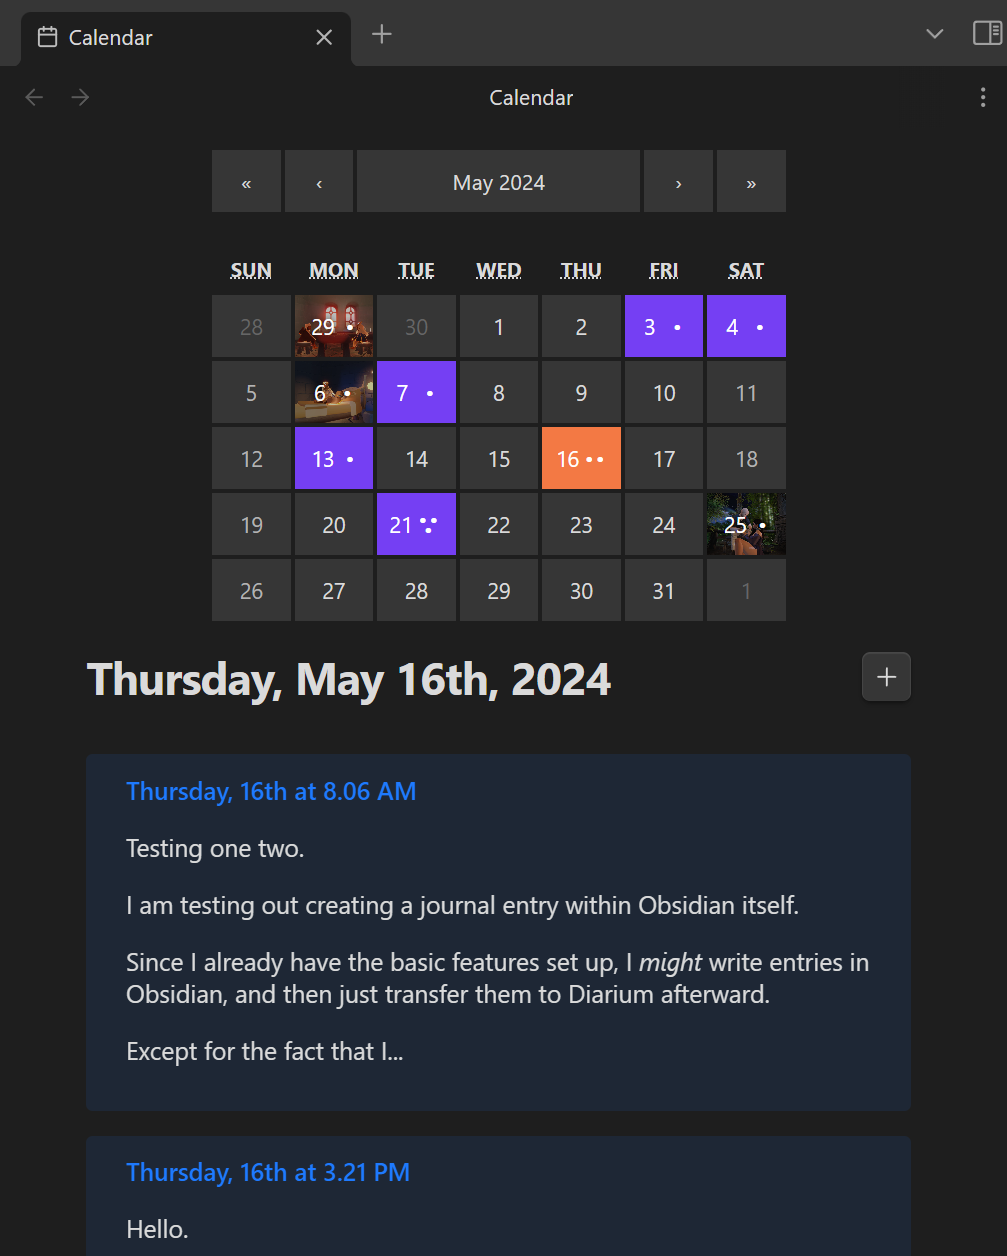 Calendar
Calendar
« ‹ May 2024 › »
SUN MON TUE WED THU FRI SAT
28 29 30 1 2 3 4
5 6 7 8 9 10 11
12 13 14 15 16 17 18
19 20 21 22 23 24 25
26 27 28 29 30 31 1
Thursday, May 16th, 2024
Thursday, 16th at 8.06 AM
Testing one two.
I am testing out creating a journal entry within Obsidian itself.
Since I already have the basic features set up, I might write entries in
Obsidian, and then just transfer them to Diarium afterward.
Except for the fact that I...
Thursday, 16th at 3.21 PM
Hello.